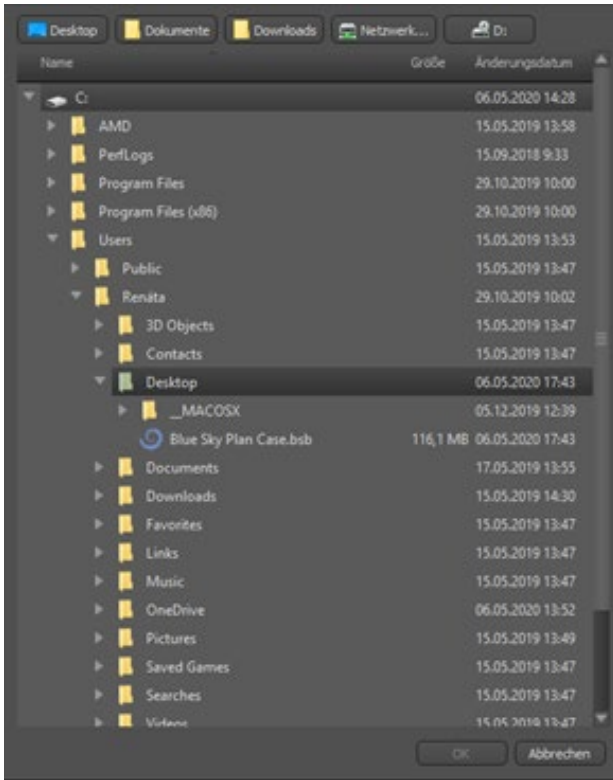 Desktop Dokumente Downloads Netzwerk... D:
Name Größe Änderungsdatum
C: 06.05.2020 14:28
AMD 15.05.2019 13:58
PerfLogs 15.09.2018 9:33
Program Files 29.10.2019 10:00
Program Files (x86) 29.10.2019 10:00
Users 15.05.2019 13:53
Public 15.05.2019 13:47
Renáta 29.10.2019 10:02
3D Objects 15.05.2019 13:47
Contacts 15.05.2019 13:47
Desktop 06.05.2020 17:43
__MACOSX 05.12.2019 12:39
Blue Sky Plan Case.bsb 116,1 MB 06.05.2020 17:43
Documents 17.05.2019 13:55
Downloads 15.05.2019 14:30
Favorites 15.05.2019 13:47
Links 15.05.2019 13:47
Music 15.05.2019 13:47
OneDrive 06.05.2020 13:52
Pictures 15.05.2019 13:49
Saved Games 15.05.2019 13:47
Searches 15.05.2019 13:47
Videos 15.05.2019 13:47
OK Abbrechen